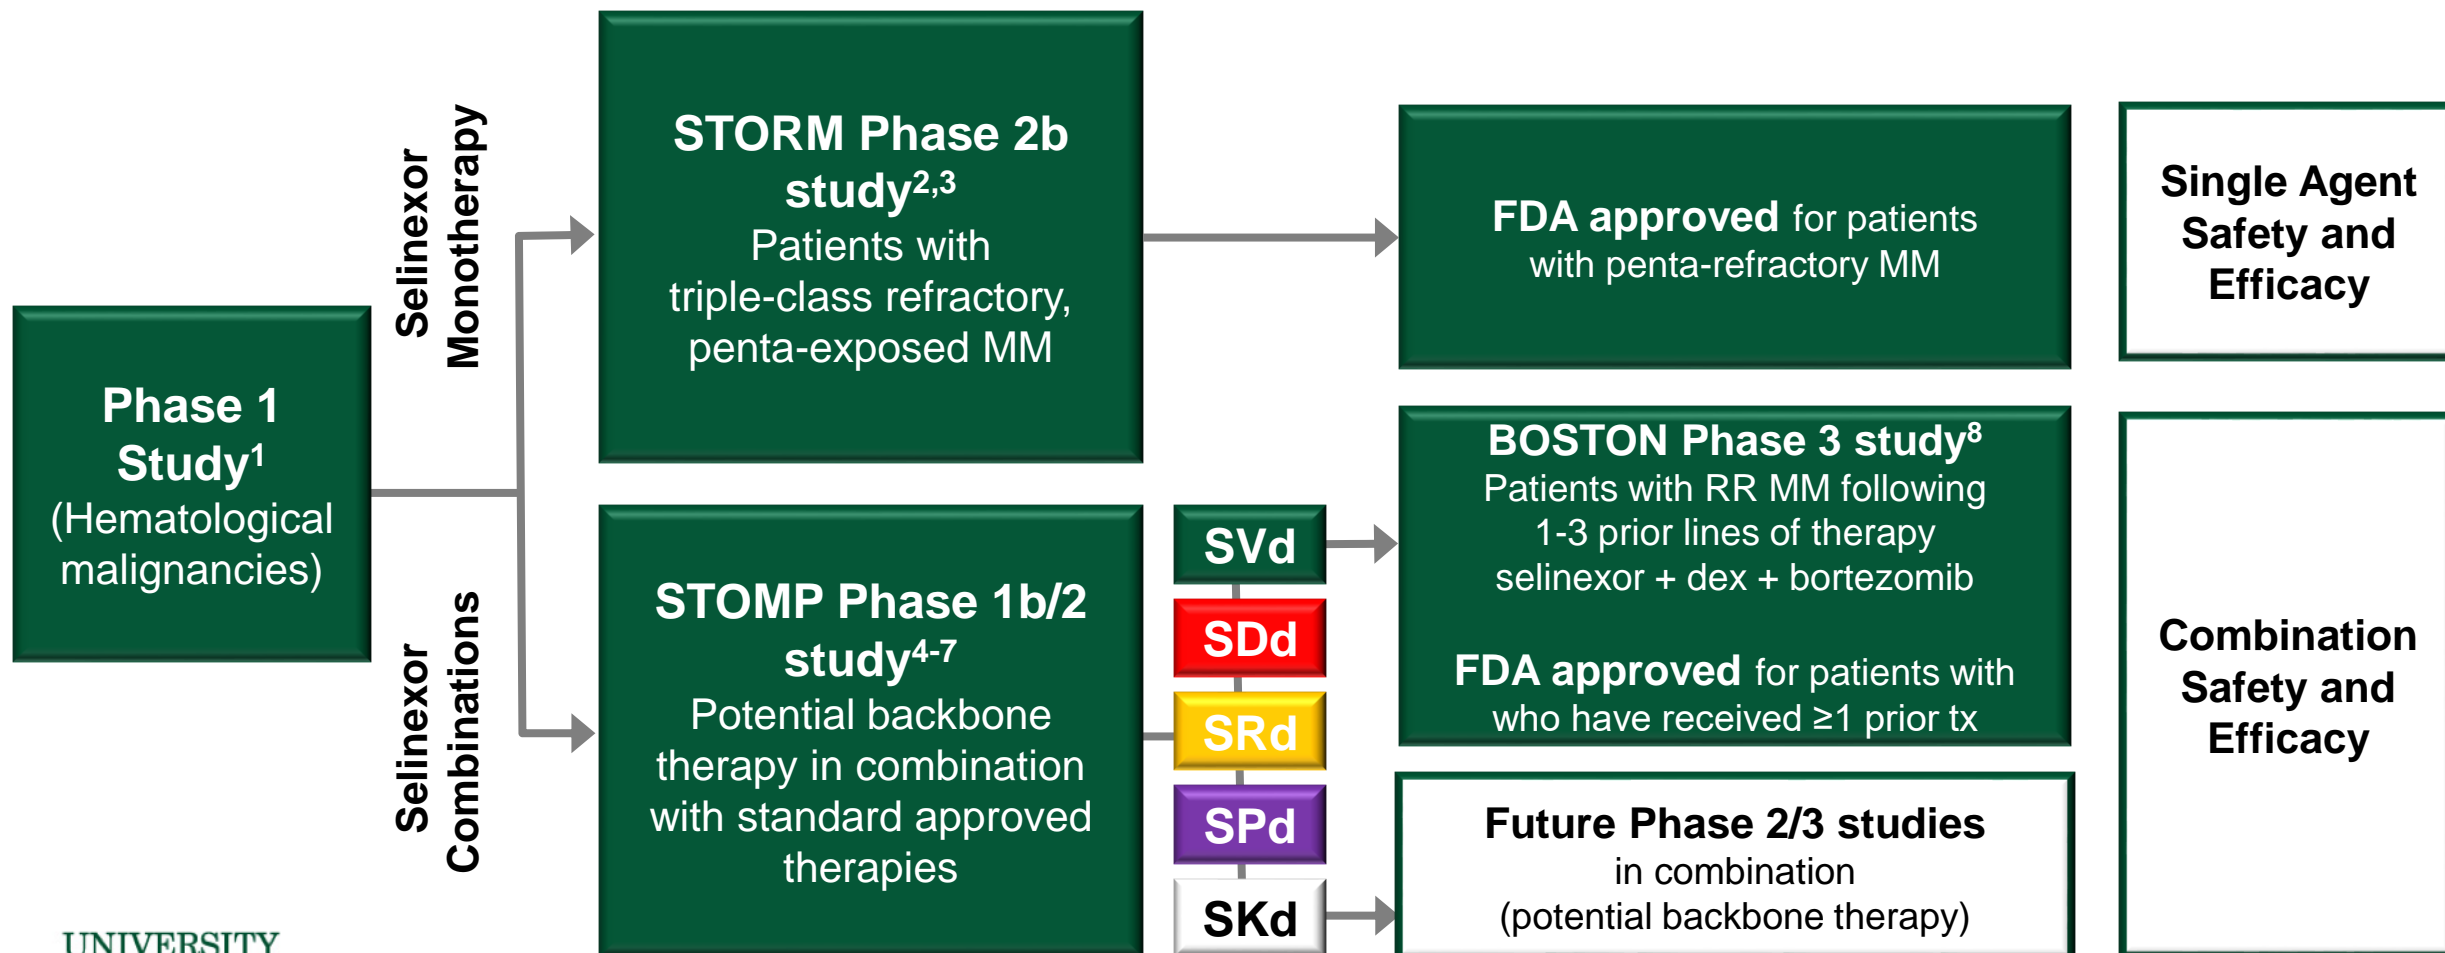 Phase 1
Study1
(Hematological
malignancies)
Selinexor
Monotherapy
Selinexor
Combinations
STORM Phase 2b
study2,3
Patients with
triple-class refractory,
penta-exposed MM
STOMP Phase 1b/2
study4-7
Potential backbone
therapy in combination
with standard approved
therapies
SVd
SDd
SRd
SPd
SKd
FDA approved for patients
with penta-refractory MM
BOSTON Phase 3 study8
Patients with RR MM following
1-3 prior lines of therapy
selinexor + dex + bortezomib
FDA approved for patients with
who have received ≥1 prior tx
Future Phase 2/3 studies
in combination
(potential backbone therapy)
Single Agent
Safety and
Efficacy
Combination
Safety and
Efficacy
UNIVERSITY